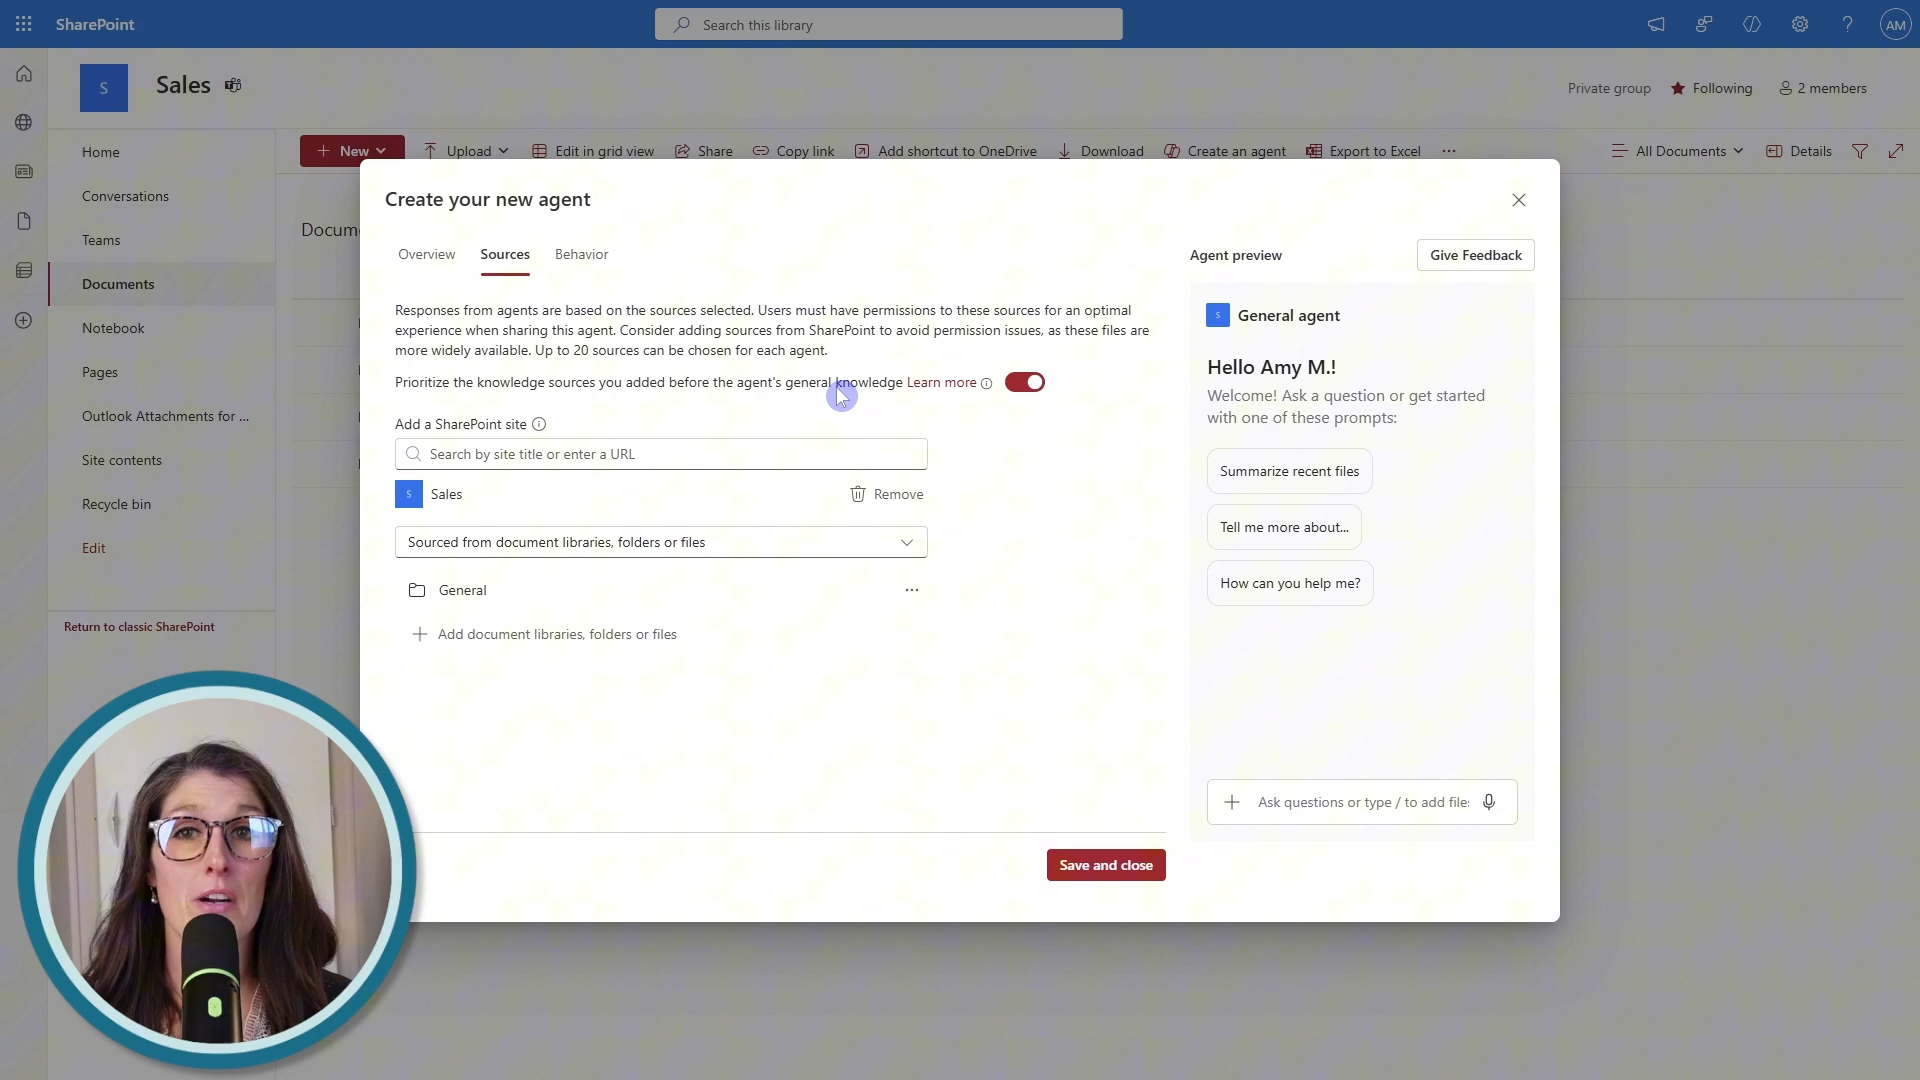 SharePoint
Search this library
AM
S
Sales
Private group
Following
2 members
Home
Conversations
Teams
Documents
Notebook
Pages
Outlook Attachments for ...
Site contents
Recycle bin
Edit
Return to classic SharePoint
New
Upload
Edit in grid view
Share
Copy link
Add shortcut to OneDrive
Download
Create an agent
Export to Excel
All Documents
Details
Docum
Create your new agent
Overview
Sources
Behavior
Responses from agents are based on the sources selected. Users must have permissions to these sources for an optimal
experience when sharing this agent. Consider adding sources from SharePoint to avoid permission issues, as these files are
more widely available. Up to 20 sources can be chosen for each agent.
Prioritize the knowledge sources you added before the agent's general knowledge Learn more
Add a SharePoint site
Search by site title or enter a URL
S
Sales
Remove
Sourced from document libraries, folders or files
General
Add document libraries, folders or files
Save and close
Agent preview
Give Feedback
S
General agent
Hello Amy M.!
Welcome! Ask a question or get started
with one of these prompts:
Summarize recent files
Tell me more about...
How can you help me?
Ask questions or type / to add file: